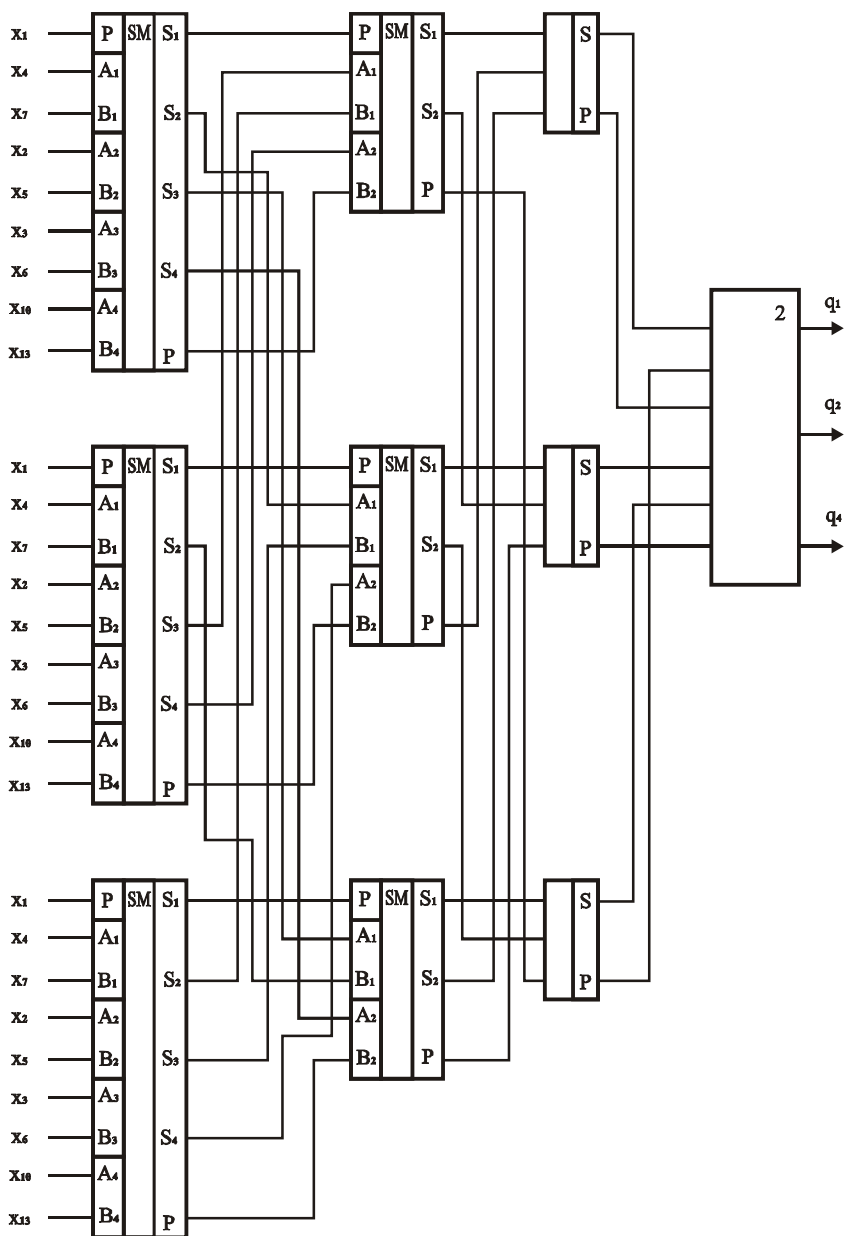 X1 P SM S1 P SM S1 S
X4 A1 A1
X7 B1 S2 B1 S2 P
X2 A2 A2
X5 B2 S3 B2 P
X3 A3
X6 B3 S4
X10 A4 2 q1
X13 B4 P
q2
X1 P SM S1 P SM S1 S
X4 A1 A1
q4
X7 B1 S2 B1 S2 P
X2 A2 A2
X5 B2 S3 B2 P
X3 A3
X6 B3 S4
X10 A4
X13 B4 P
X1 P SM S1 P SM S1 S
X4 A1 A1
X7 B1 S2 B1 S2 P
X2 A2 A2
X5 B2 S3 B2 P
X3 A3
X6 B3 S4
X10 A4
X13 B4 P